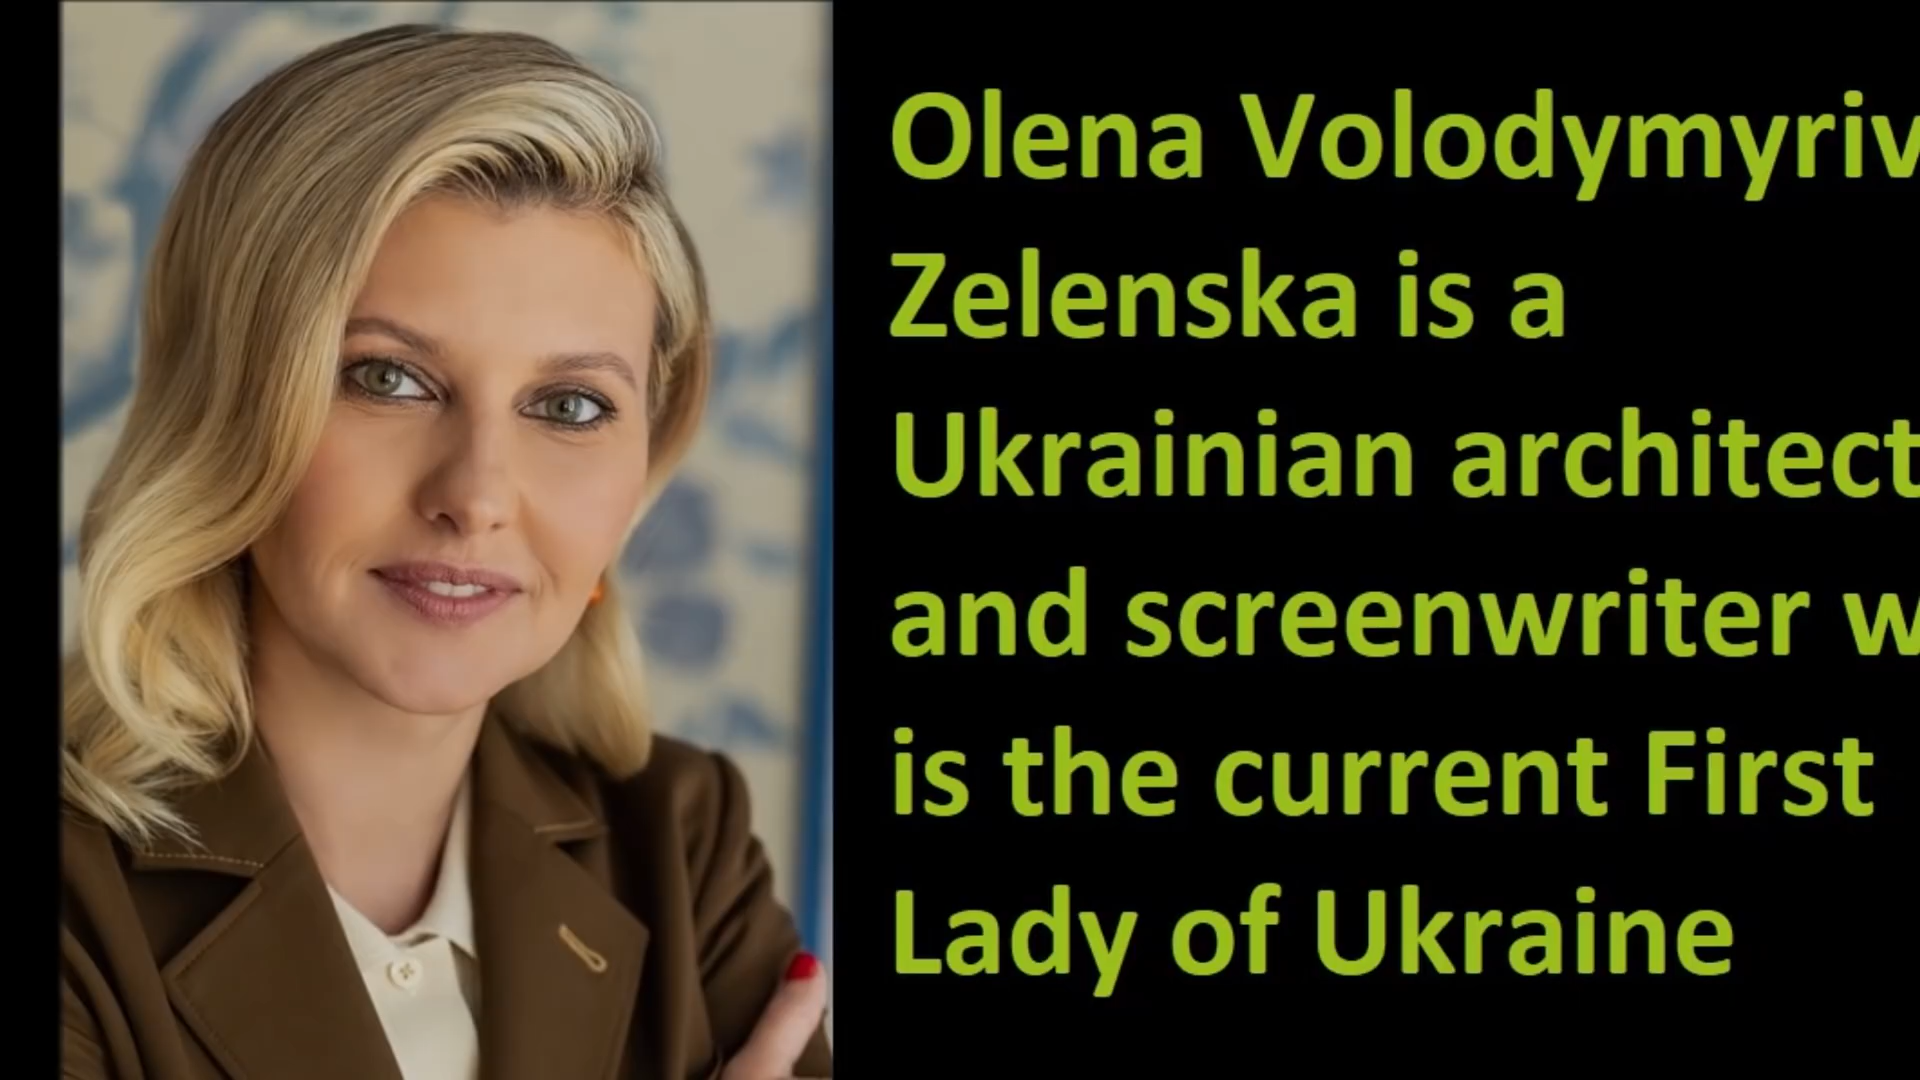 Olena Volodymyriv
Zelenska is a
Ukrainian architect
and screenwriter w
is the current First
Lady of Ukraine